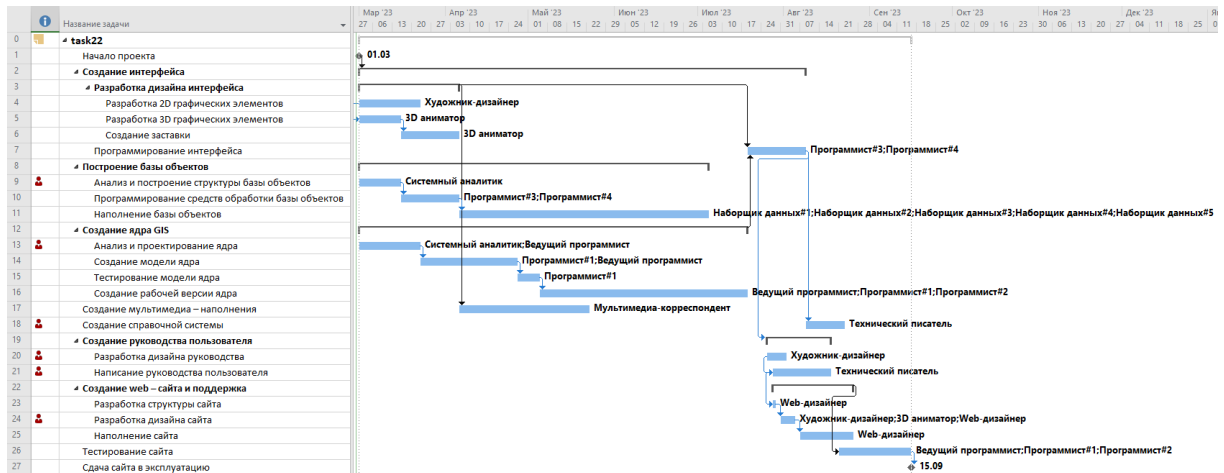 Название задачи
Мар '23 Апр '23 Май '23 Июн '23 Июл '23 Авг '23 Сен '23 Окт '23 Ноя '23 Дек '23
27 06 13 20 27 03 10 17 24 01 08 15 22 29 05 12 19 26 03 10 17 24 31 07 14 21 28 04 11 18 25 02 09 16 23 30 06 13 20 27 04 11 18 25
0 task22
1 Начало проекта 01.03
2 Создание интерфейса
3 Разработка дизайна интерфейса
4 Разработка 2D графических элементов Художник-дизайнер
5 Разработка 3D графических элементов 3D аниматор
6 Создание заставки 3D аниматор
7 Программирование интерфейса Программист#3;Программист#4
8 Построение базы объектов
9 Анализ и построение структуры базы объектов Системный аналитик
10 Программирование средств обработки базы объектов Программист#3;Программист#4
11 Наполнение базы объектов Наборщик данных#1;Наборщик данных#2;Наборщик данных#3;Наборщик данных#4;Наборщик данных#5
12 Создание ядра GIS
13 Анализ и проектирование ядра Системный аналитик;Ведущий программист
14 Создание модели ядра Программист#1;Ведущий программист
15 Тестирование модели ядра Программист#1
16 Создание рабочей версии ядра Ведущий программист;Программист#1;Программист#2
17 Создание мультимедиа – наполнения Мультимедиа-корреспондент
18 Создание справочной системы Технический писатель
19 Создание руководства пользователя
20 Разработка дизайна руководства Художник-дизайнер
21 Написание руководства пользователя Технический писатель
22 Создание web – сайта и поддержка
23 Разработка структуры сайта Web-дизайнер
24 Разработка дизайна сайта Художник-дизайнер;3D аниматор;Web-дизайнер
25 Наполнение сайта Web-дизайнер
26 Тестирование сайта Ведущий программист;Программист#1;Программист#2
27 Сдача сайта в эксплуатацию 15.09